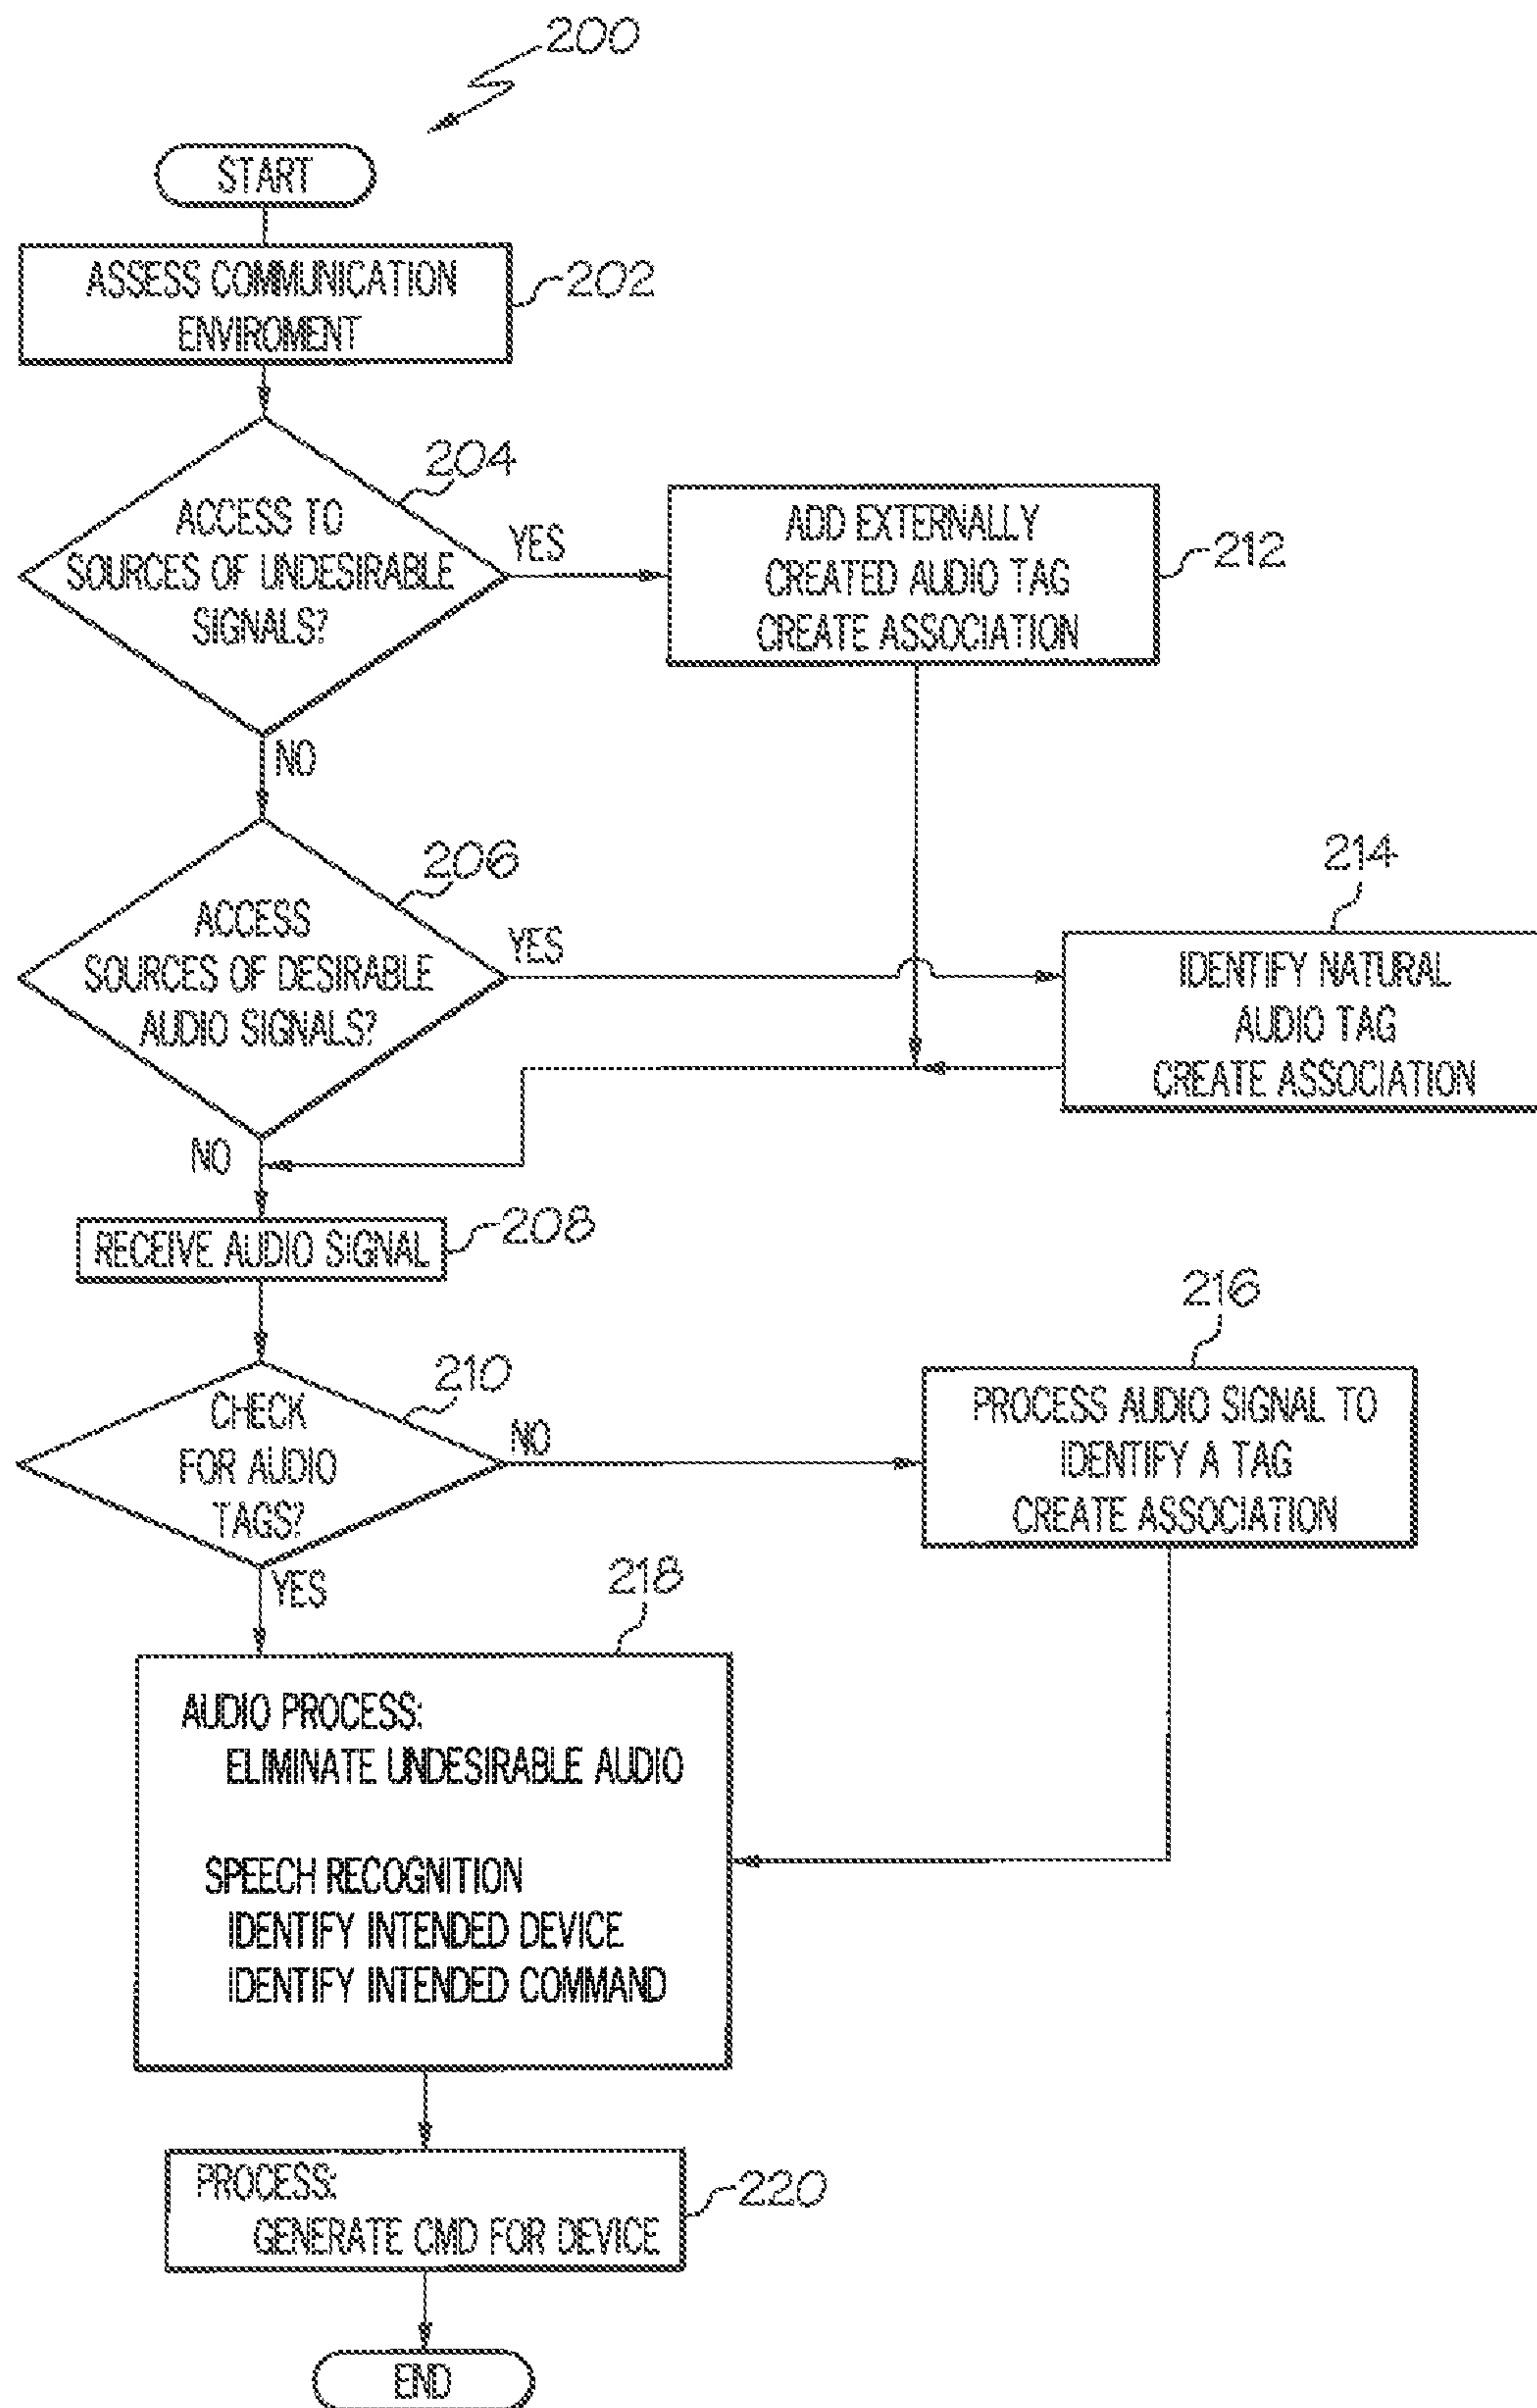 200
START
ASSESS COMMUNICATION
ENVIROMENT
202
204
ACCESS TO
SOURCES OF UNDESIRABLE
SIGNALS?
YES
NO
ADD EXTERNALLY
CREATED AUDIO TAG
CREATE ASSOCIATION
212
206
ACCESS
SOURCES OF DESIRABLE
AUDIO SIGNALS?
YES
NO
214
IDENTIFY NATURAL
AUDIO TAG
CREATE ASSOCIATION
RECEIVE AUDIO SIGNAL
208
210
CHECK
FOR AUDIO
TAGS?
NO
YES
216
PROCESS AUDIO SIGNAL TO
IDENTIFY A TAG
CREATE ASSOCIATION
218
AUDIO PROCESS:
ELIMINATE UNDESIRABLE AUDIO
SPEECH RECOGNITION
IDENTIFY INTENDED DEVICE
IDENTIFY INTENDED COMMAND
PROCESS:
GENERATE CMD FOR DEVICE
220
END